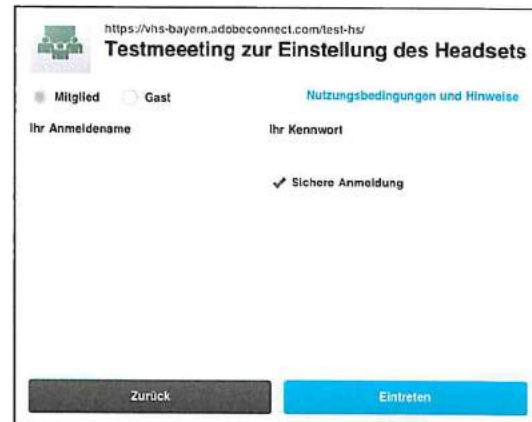 https://vhs-bayern.adobeconnect.com/test-hs/
Testmeeeting zur Einstellung des Headsets
Mitglied Gast Nutzungsbedingungen und Hinweise
Ihr Anmeldename Ihr Kennwort
Sichere Anmeldung
Zurück Eintreten